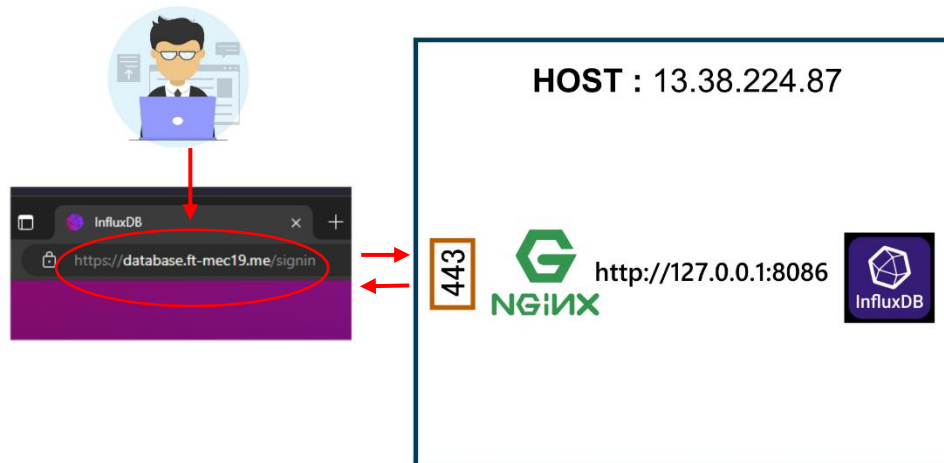 HOST : 13.38.224.87
InfluxDB
https://database.ft-mec19.me/signin
443
NGiNX
http://127.0.0.1:8086
InfluxDB